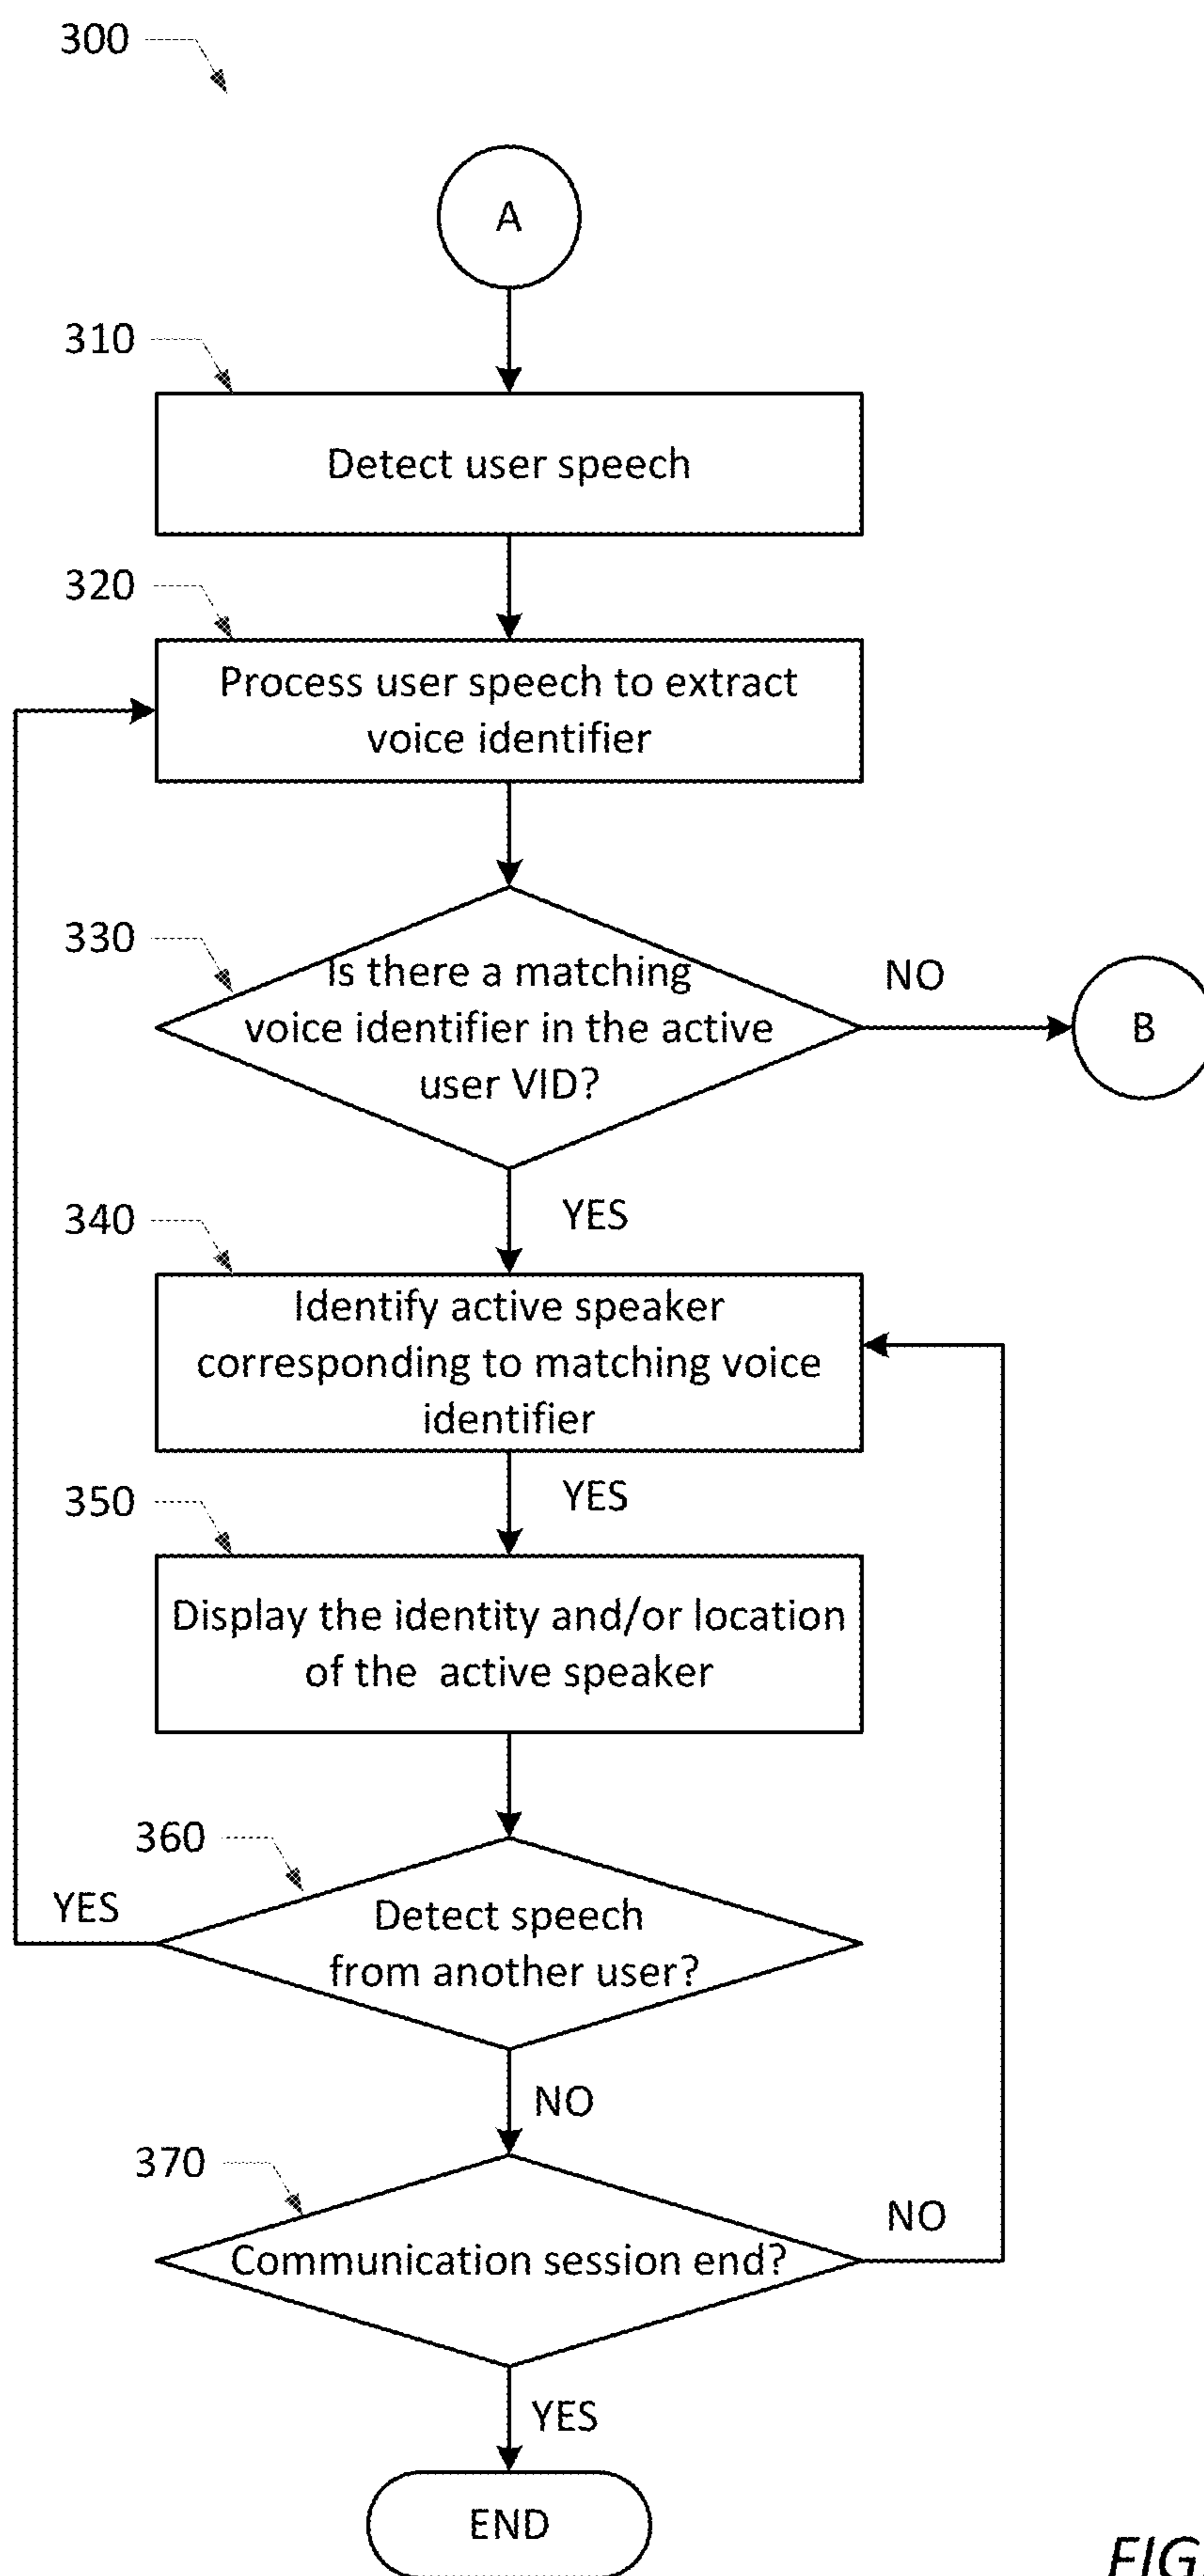 300
A
310
Detect user speech
320
Process user speech to extract
voice identifier
330
Is there a matching
voice identifier in the active
user VID?
NO
B
YES
340
Identify active speaker
corresponding to matching voice
identifier
YES
350
Display the identity and/or location
of the active speaker
360
YES
Detect speech
from another user?
NO
370
Communication session end?
NO
YES
END
FIG